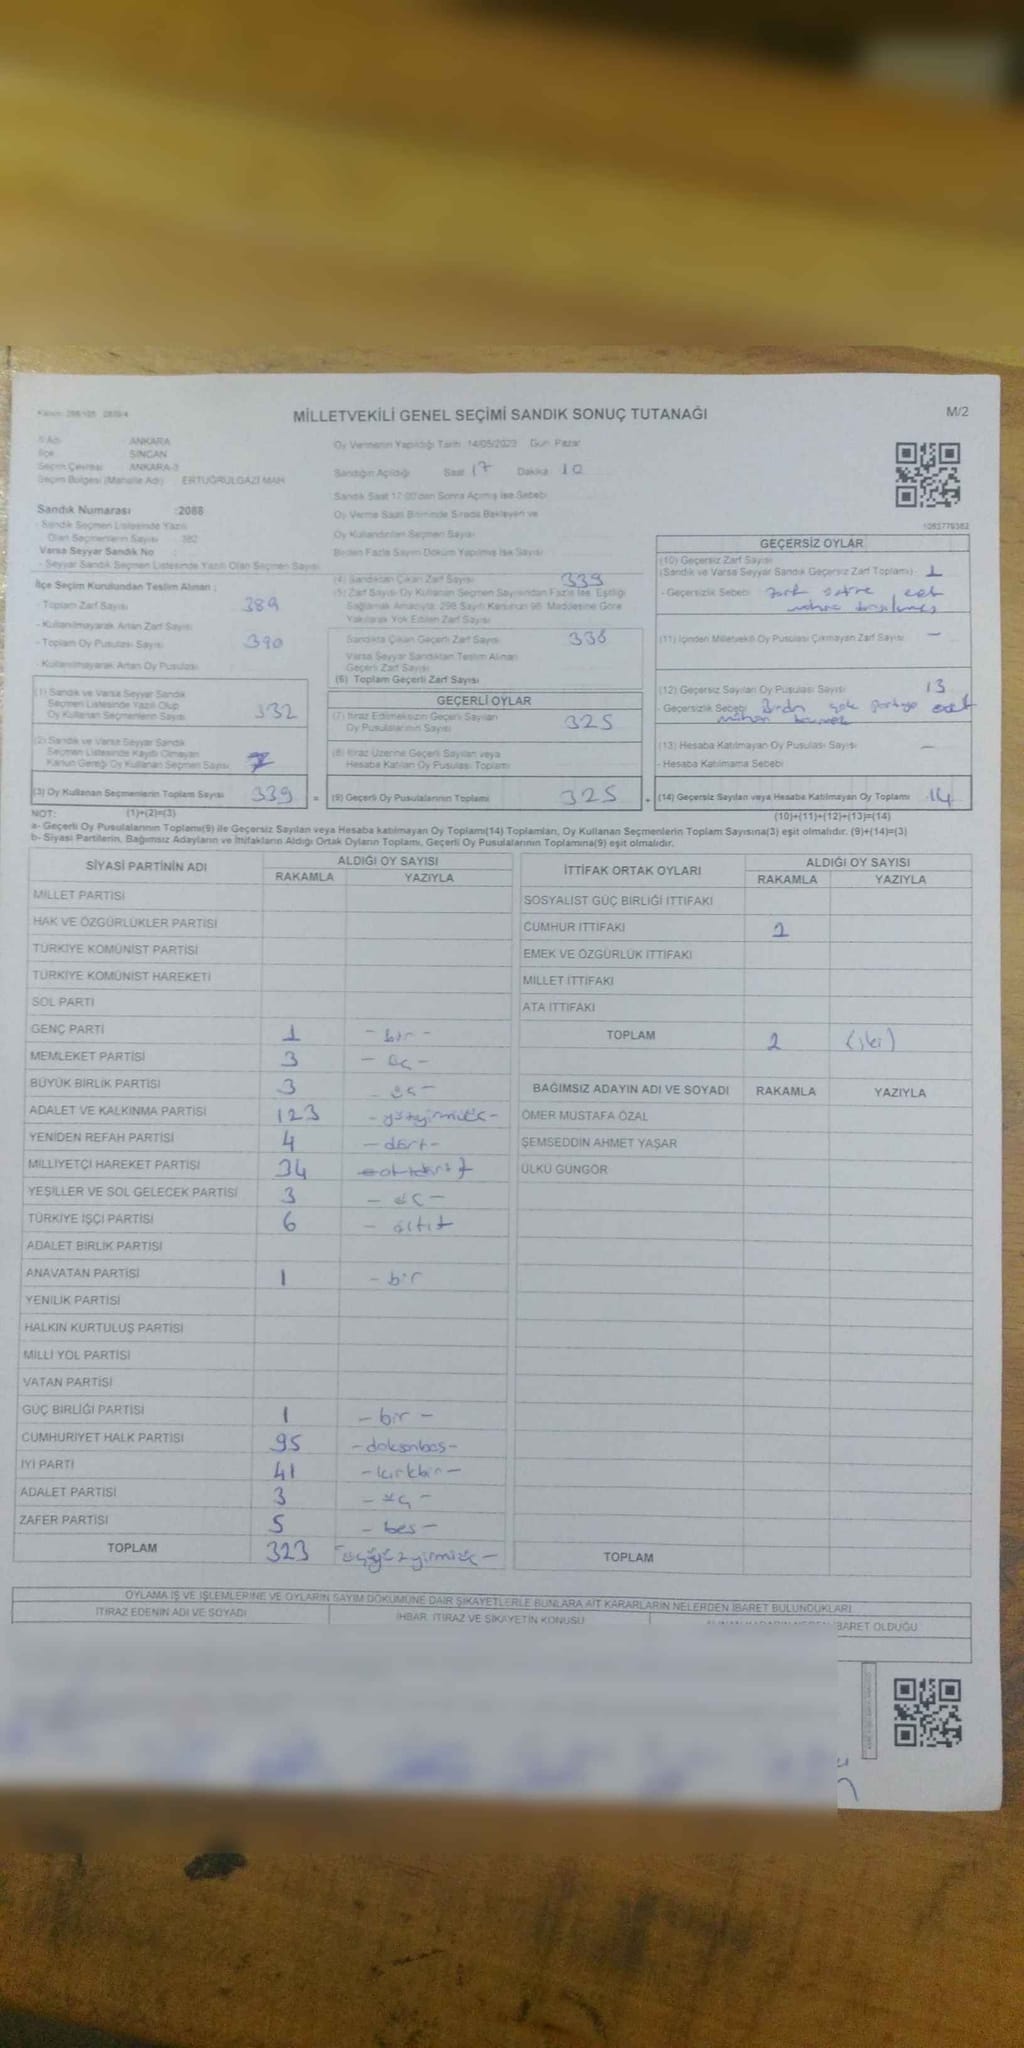 MİLLETVEKİLİ GENEL SEÇİMİ SANDIK SONUÇ TUTANAĞI
M/2
İl Adı : ANKARA
İlçe : SİNCAN
Seçim Çevresi : ANKARA-3
Seçim Bölgesi (Mahalle Adı) : ERTUĞRULGAZİ MAH
Oy Vermenin Yapıldığı Tarih :14/05/2023 Gün: Pazar
Sandığın Açıldığı Saat 17 Dakika 10
Sandık Saat 17:00'den Sonra Açılmış İse Sebebi
Oy Verme Saati Bitiminde Sırada Bekleyen ve
Oy Kullandırılan Seçmen Sayısı
Birden Fazla Sayım Döküm Yapılmış İse Sayısı
Sandık Numarası :2088
- Sandık Seçmen Listesinde Yazılı
Olan Seçmenlerin Sayısı : 382
Varsa Seyyar Sandık No :
- Seyyar Sandık Seçmen Listesinde Yazılı Olan Seçmen Sayısı
İlçe Seçim Kurulundan Teslim Alınan :
- Toplam Zarf Sayısı 389
- Kullanılmayarak Artan Zarf Sayısı
- Toplam Oy Pusulası Sayısı 390
- Kullanılmayarak Artan Oy Pusulası
(4) Sandıktan Çıkan Zarf Sayısı 339
(5) Zarf Sayısı Oy Kullanan Seçmen Sayısından Fazla İse, Eşitliği
Sağlamak Amacıyla; 298 Sayılı Kanunun 98. Maddesine Göre
Yakılarak Yok Edilen Zarf Sayısı
Sandıkta Çıkan Geçerli Zarf Sayısı 338
Varsa Seyyar Sandıktan Teslim Alınan
Geçerli Zarf Sayısı
(6) Toplam Geçerli Zarf Sayısı
1082779382
GEÇERSİZ OYLAR
(10) Geçersiz Zarf Sayısı
(Sandık ve Varsa Seyyar Sandık Geçersiz Zarf Toplamı) 1
- Geçersizlik Sebebi
(11) İçinden Milletvekili Oy Pusulası Çıkmayan Zarf Sayısı -
(12) Geçersiz Sayılan Oy Pusulası Sayısı 13
- Geçersizlik Sebebi Birden çok partiye evet
mührü
(13) Hesaba Katılmayan Oy Pusulası Sayısı -
- Hesaba Katılmama Sebebi
(14) Geçersiz Sayılan veya Hesaba Katılmayan Oy Toplamı 14
(10)+(11)+(12)+(13)=(14)
(1) Sandık ve Varsa Seyyar Sandık
Seçmen Listesinde Yazılı Olup
Oy Kullanan Seçmenlerin Sayısı 332
(2) Sandık ve Varsa Seyyar Sandık
Seçmen Listesinde Kayıtlı Olmayan
Kanun Gereği Oy Kullanan Seçmen Sayısı 7
(3) Oy Kullanan Seçmenlerin Toplam Sayısı 339 =
(1)+(2)=(3)
GEÇERLİ OYLAR
(7) İtiraz Edilmeksizin Geçerli Sayılan
Oy Pusulalarının Sayısı 325
(8) İtiraz Üzerine Geçerli Sayılan veya
Hesaba Katılan Oy Pusulası Toplamı
(9) Geçerli Oy Pusulalarının Toplamı 325 +
NOT:
a- Geçerli Oy Pusulalarının Toplamı(9) ile Geçersiz Sayılan veya Hesaba katılmayan Oy Toplamı(14) Toplamları, Oy Kullanan Seçmenlerin Toplam Sayısına(3) eşit olmalıdır. (9)+(14)=(3)
b- Siyasi Partilerin, Bağımsız Adayların ve İttifakların Aldığı Ortak Oyların Toplamı, Geçerli Oy Pusulalarının Toplamına(9) eşit olmalıdır.
SİYASİ PARTİNİN ADI ALDIĞI OY SAYISI
RAKAMLA YAZIYLA
MİLLET PARTİSİ
HAK VE ÖZGÜRLÜKLER PARTİSİ
TÜRKİYE KOMÜNİST PARTİSİ
TÜRKİYE KOMÜNİST HAREKETİ
SOL PARTİ
GENÇ PARTİ 1 - bir -
MEMLEKET PARTİSİ 3 - üç -
BÜYÜK BİRLİK PARTİSİ 3 - üç -
ADALET VE KALKINMA PARTİSİ 123 - yüzyirmiüç -
YENİDEN REFAH PARTİSİ 4 - dört -
MİLLİYETÇİ HAREKET PARTİSİ 34
YEŞİLLER VE SOL GELECEK PARTİSİ 3 - üç -
TÜRKİYE İŞÇİ PARTİSİ 6 - altı -
ADALET BİRLİK PARTİSİ
ANAVATAN PARTİSİ 1 - bir
YENİLİK PARTİSİ
HALKIN KURTULUŞ PARTİSİ
MİLLİ YOL PARTİSİ
VATAN PARTİSİ
GÜÇ BİRLİĞİ PARTİSİ 1 - bir -
CUMHURİYET HALK PARTİSİ 95 - doksanbeş -
İYİ PARTİ 41 - kırkbir -
ADALET PARTİSİ 3 - üç -
ZAFER PARTİSİ 5 - beş -
TOPLAM 323 üçyüzyirmiüç -
İTTİFAK ORTAK OYLARI ALDIĞI OY SAYISI
RAKAMLA YAZIYLA
SOSYALİST GÜÇ BİRLİĞİ İTTİFAKI
CUMHUR İTTİFAKI 2
EMEK VE ÖZGÜRLÜK İTTİFAKI
MİLLET İTTİFAKI
ATA İTTİFAKI
TOPLAM 2 (iki)
BAĞIMSIZ ADAYIN ADI VE SOYADI RAKAMLA YAZIYLA
ÖMER MUSTAFA ÖZAL
ŞEMSEDDİN AHMET YAŞAR
ÜLKÜ GÜNGÖR
TOPLAM
OYLAMA İŞ VE İŞLEMLERİNE VE OYLARIN SAYIM DÖKÜMÜNE DAİR ŞİKAYETLERLE BUNLARA AİT KARARLARIN NELERDEN İBARET BULUNDUKLARI
İTİRAZ EDENİN ADI VE SOYADI
İHBAR, İTİRAZ VE ŞİKAYETİN KONUSU
İBARET OLDUĞU